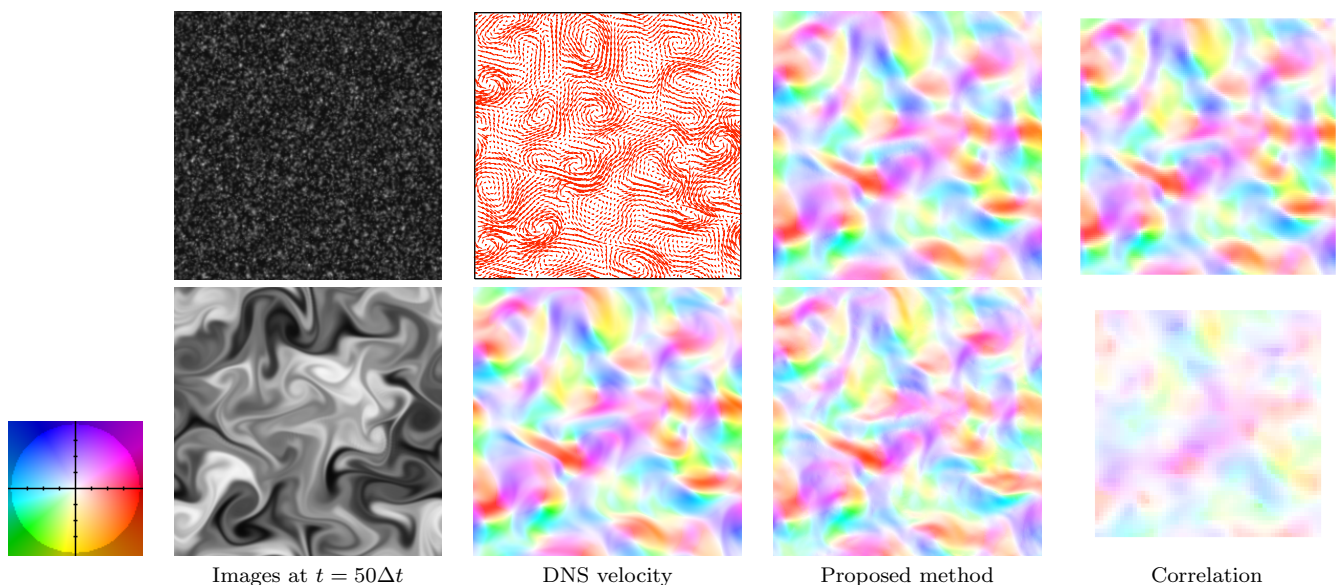 Images at t = 50Δt
DNS velocity
Proposed method
Correlation